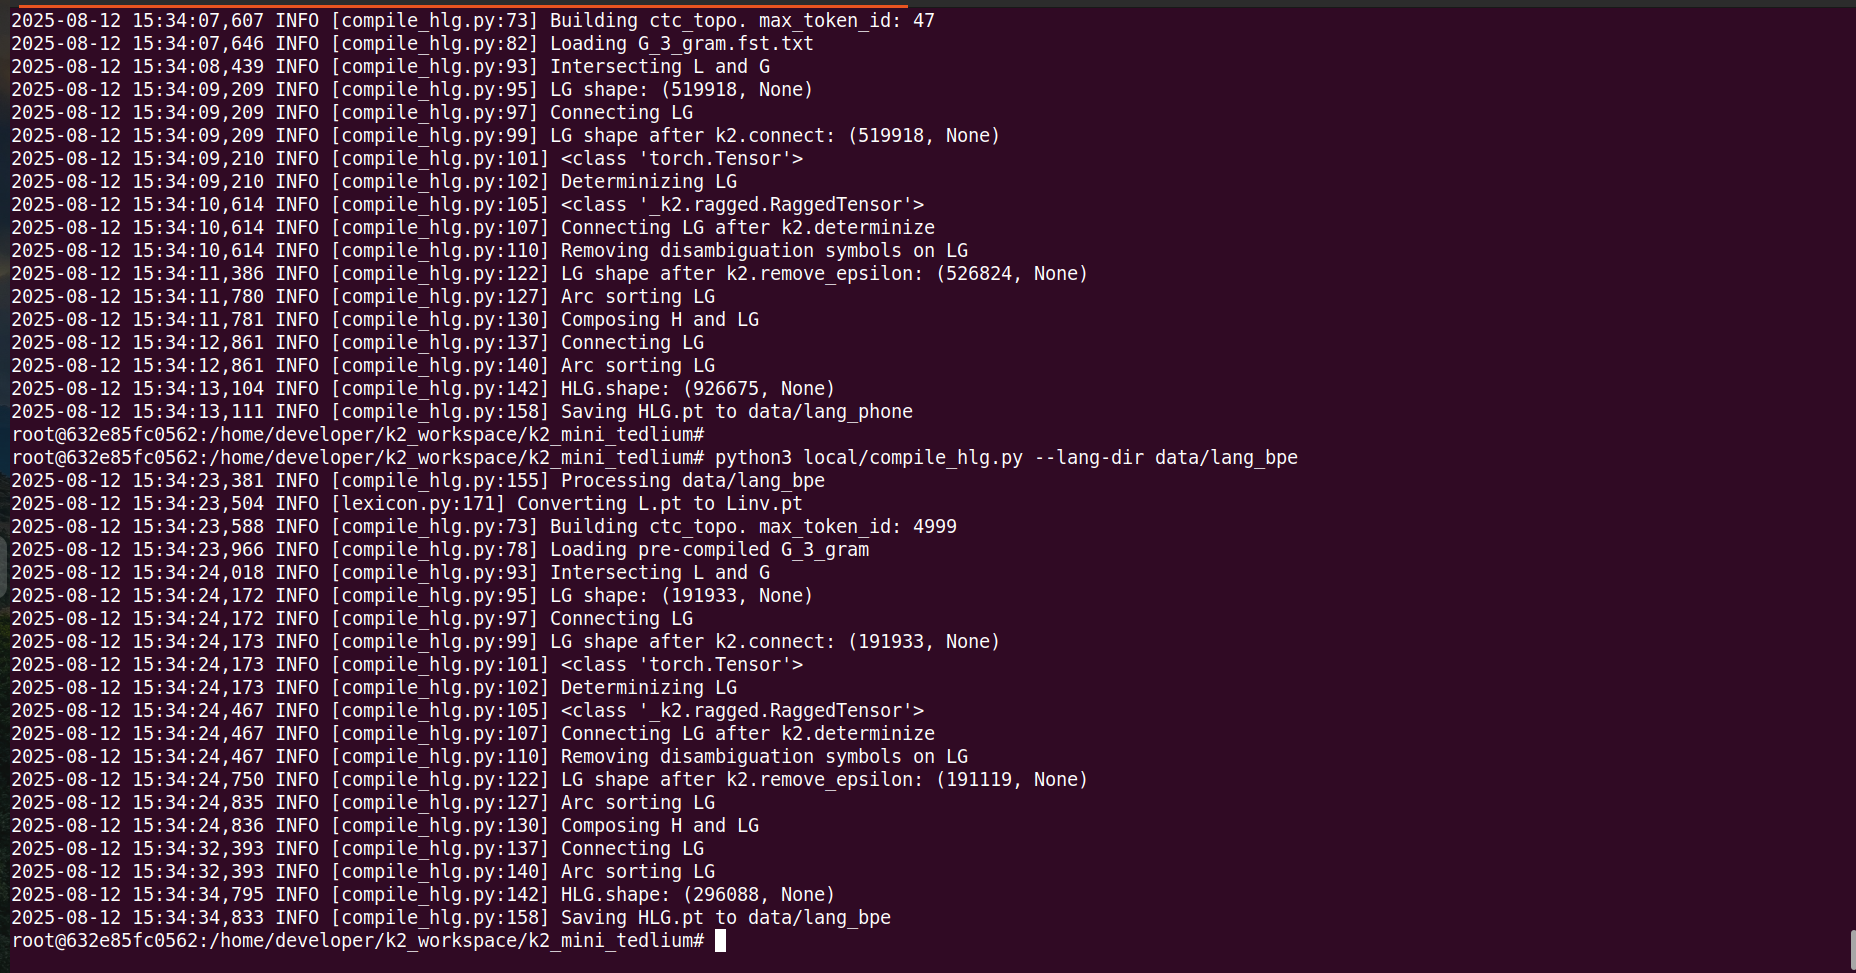 2025-08-12 15:34:07,607 INFO [compile_hlg.py:73] Building ctc_topo. max_token_id: 47
2025-08-12 15:34:07,646 INFO [compile_hlg.py:82] Loading G_3_gram.fst.txt
2025-08-12 15:34:08,439 INFO [compile_hlg.py:93] Intersecting L and G
2025-08-12 15:34:09,209 INFO [compile_hlg.py:95] LG shape: (519918, None)
2025-08-12 15:34:09,209 INFO [compile_hlg.py:97] Connecting LG
2025-08-12 15:34:09,209 INFO [compile_hlg.py:99] LG shape after k2.connect: (519918, None)
2025-08-12 15:34:09,210 INFO [compile_hlg.py:101] <class 'torch.Tensor'>
2025-08-12 15:34:09,210 INFO [compile_hlg.py:102] Determinizing LG
2025-08-12 15:34:10,614 INFO [compile_hlg.py:105] <class '_k2.ragged.RaggedTensor'>
2025-08-12 15:34:10,614 INFO [compile_hlg.py:107] Connecting LG after k2.determinize
2025-08-12 15:34:10,614 INFO [compile_hlg.py:110] Removing disambiguation symbols on LG
2025-08-12 15:34:11,386 INFO [compile_hlg.py:122] LG shape after k2.remove_epsilon: (526824, None)
2025-08-12 15:34:11,780 INFO [compile_hlg.py:127] Arc sorting LG
2025-08-12 15:34:11,781 INFO [compile_hlg.py:130] Composing H and LG
2025-08-12 15:34:12,861 INFO [compile_hlg.py:137] Connecting LG
2025-08-12 15:34:12,861 INFO [compile_hlg.py:140] Arc sorting LG
2025-08-12 15:34:13,104 INFO [compile_hlg.py:142] HLG.shape: (926675, None)
2025-08-12 15:34:13,111 INFO [compile_hlg.py:158] Saving HLG.pt to data/lang_phone
root@632e85fc0562:/home/developer/k2_workspace/k2_mini_tedlium#
root@632e85fc0562:/home/developer/k2_workspace/k2_mini_tedlium# python3 local/compile_hlg.py --lang-dir data/lang_bpe
2025-08-12 15:34:23,381 INFO [compile_hlg.py:155] Processing data/lang_bpe
2025-08-12 15:34:23,504 INFO [lexicon.py:171] Converting L.pt to Linv.pt
2025-08-12 15:34:23,588 INFO [compile_hlg.py:73] Building ctc_topo. max_token_id: 4999
2025-08-12 15:34:23,966 INFO [compile_hlg.py:78] Loading pre-compiled G_3_gram
2025-08-12 15:34:24,018 INFO [compile_hlg.py:93] Intersecting L and G
2025-08-12 15:34:24,172 INFO [compile_hlg.py:95] LG shape: (191933, None)
2025-08-12 15:34:24,172 INFO [compile_hlg.py:97] Connecting LG
2025-08-12 15:34:24,173 INFO [compile_hlg.py:99] LG shape after k2.connect: (191933, None)
2025-08-12 15:34:24,173 INFO [compile_hlg.py:101] <class 'torch.Tensor'>
2025-08-12 15:34:24,173 INFO [compile_hlg.py:102] Determinizing LG
2025-08-12 15:34:24,467 INFO [compile_hlg.py:105] <class '_k2.ragged.RaggedTensor'>
2025-08-12 15:34:24,467 INFO [compile_hlg.py:107] Connecting LG after k2.determinize
2025-08-12 15:34:24,467 INFO [compile_hlg.py:110] Removing disambiguation symbols on LG
2025-08-12 15:34:24,750 INFO [compile_hlg.py:122] LG shape after k2.remove_epsilon: (191119, None)
2025-08-12 15:34:24,835 INFO [compile_hlg.py:127] Arc sorting LG
2025-08-12 15:34:24,836 INFO [compile_hlg.py:130] Composing H and LG
2025-08-12 15:34:32,393 INFO [compile_hlg.py:137] Connecting LG
2025-08-12 15:34:32,393 INFO [compile_hlg.py:140] Arc sorting LG
2025-08-12 15:34:34,795 INFO [compile_hlg.py:142] HLG.shape: (296088, None)
2025-08-12 15:34:34,833 INFO [compile_hlg.py:158] Saving HLG.pt to data/lang_bpe
root@632e85fc0562:/home/developer/k2_workspace/k2_mini_tedlium#